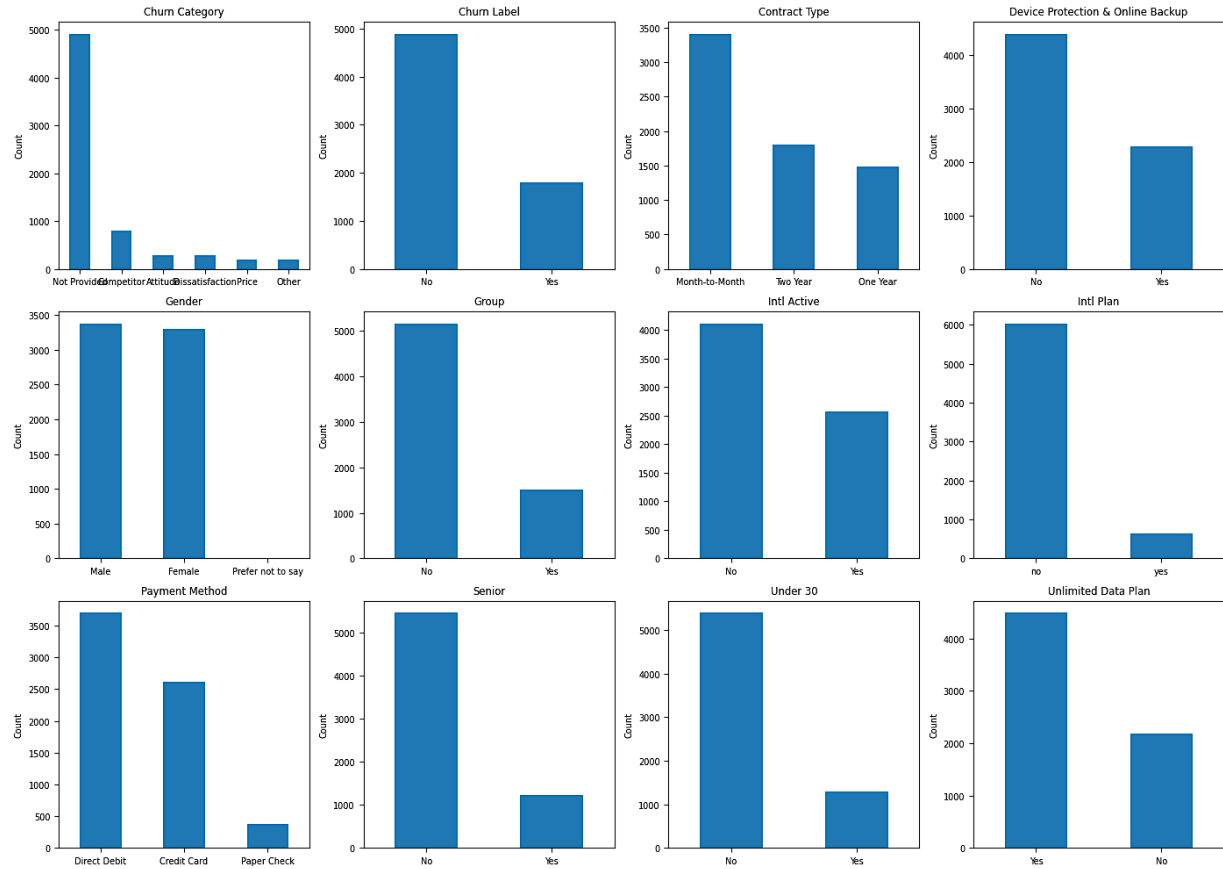 Churn Category
Count
5000
4000
3000
2000
1000
0
Not Provided Competitor Attitude Dissatisfaction Price Other
Churn Label
Count
5000
4000
3000
2000
1000
0
No Yes
Contract Type
Count
3500
3000
2500
2000
1500
1000
500
0
Month-to-Month Two Year One Year
Device Protection & Online Backup
Count
4000
3000
2000
1000
0
No Yes
Gender
Count
3500
3000
2500
2000
1500
1000
500
0
Male Female Prefer not to say
Group
Count
5000
4000
3000
2000
1000
0
No Yes
Intl Active
Count
4000
3500
3000
2500
2000
1500
1000
500
0
No Yes
Intl Plan
Count
6000
5000
4000
3000
2000
1000
0
no yes
Payment Method
Count
3500
3000
2500
2000
1500
1000
500
0
Direct Debit Credit Card Paper Check
Senior
Count
5000
4000
3000
2000
1000
0
No Yes
Under 30
Count
5000
4000
3000
2000
1000
0
No Yes
Unlimited Data Plan
Count
4000
3000
2000
1000
0
Yes No